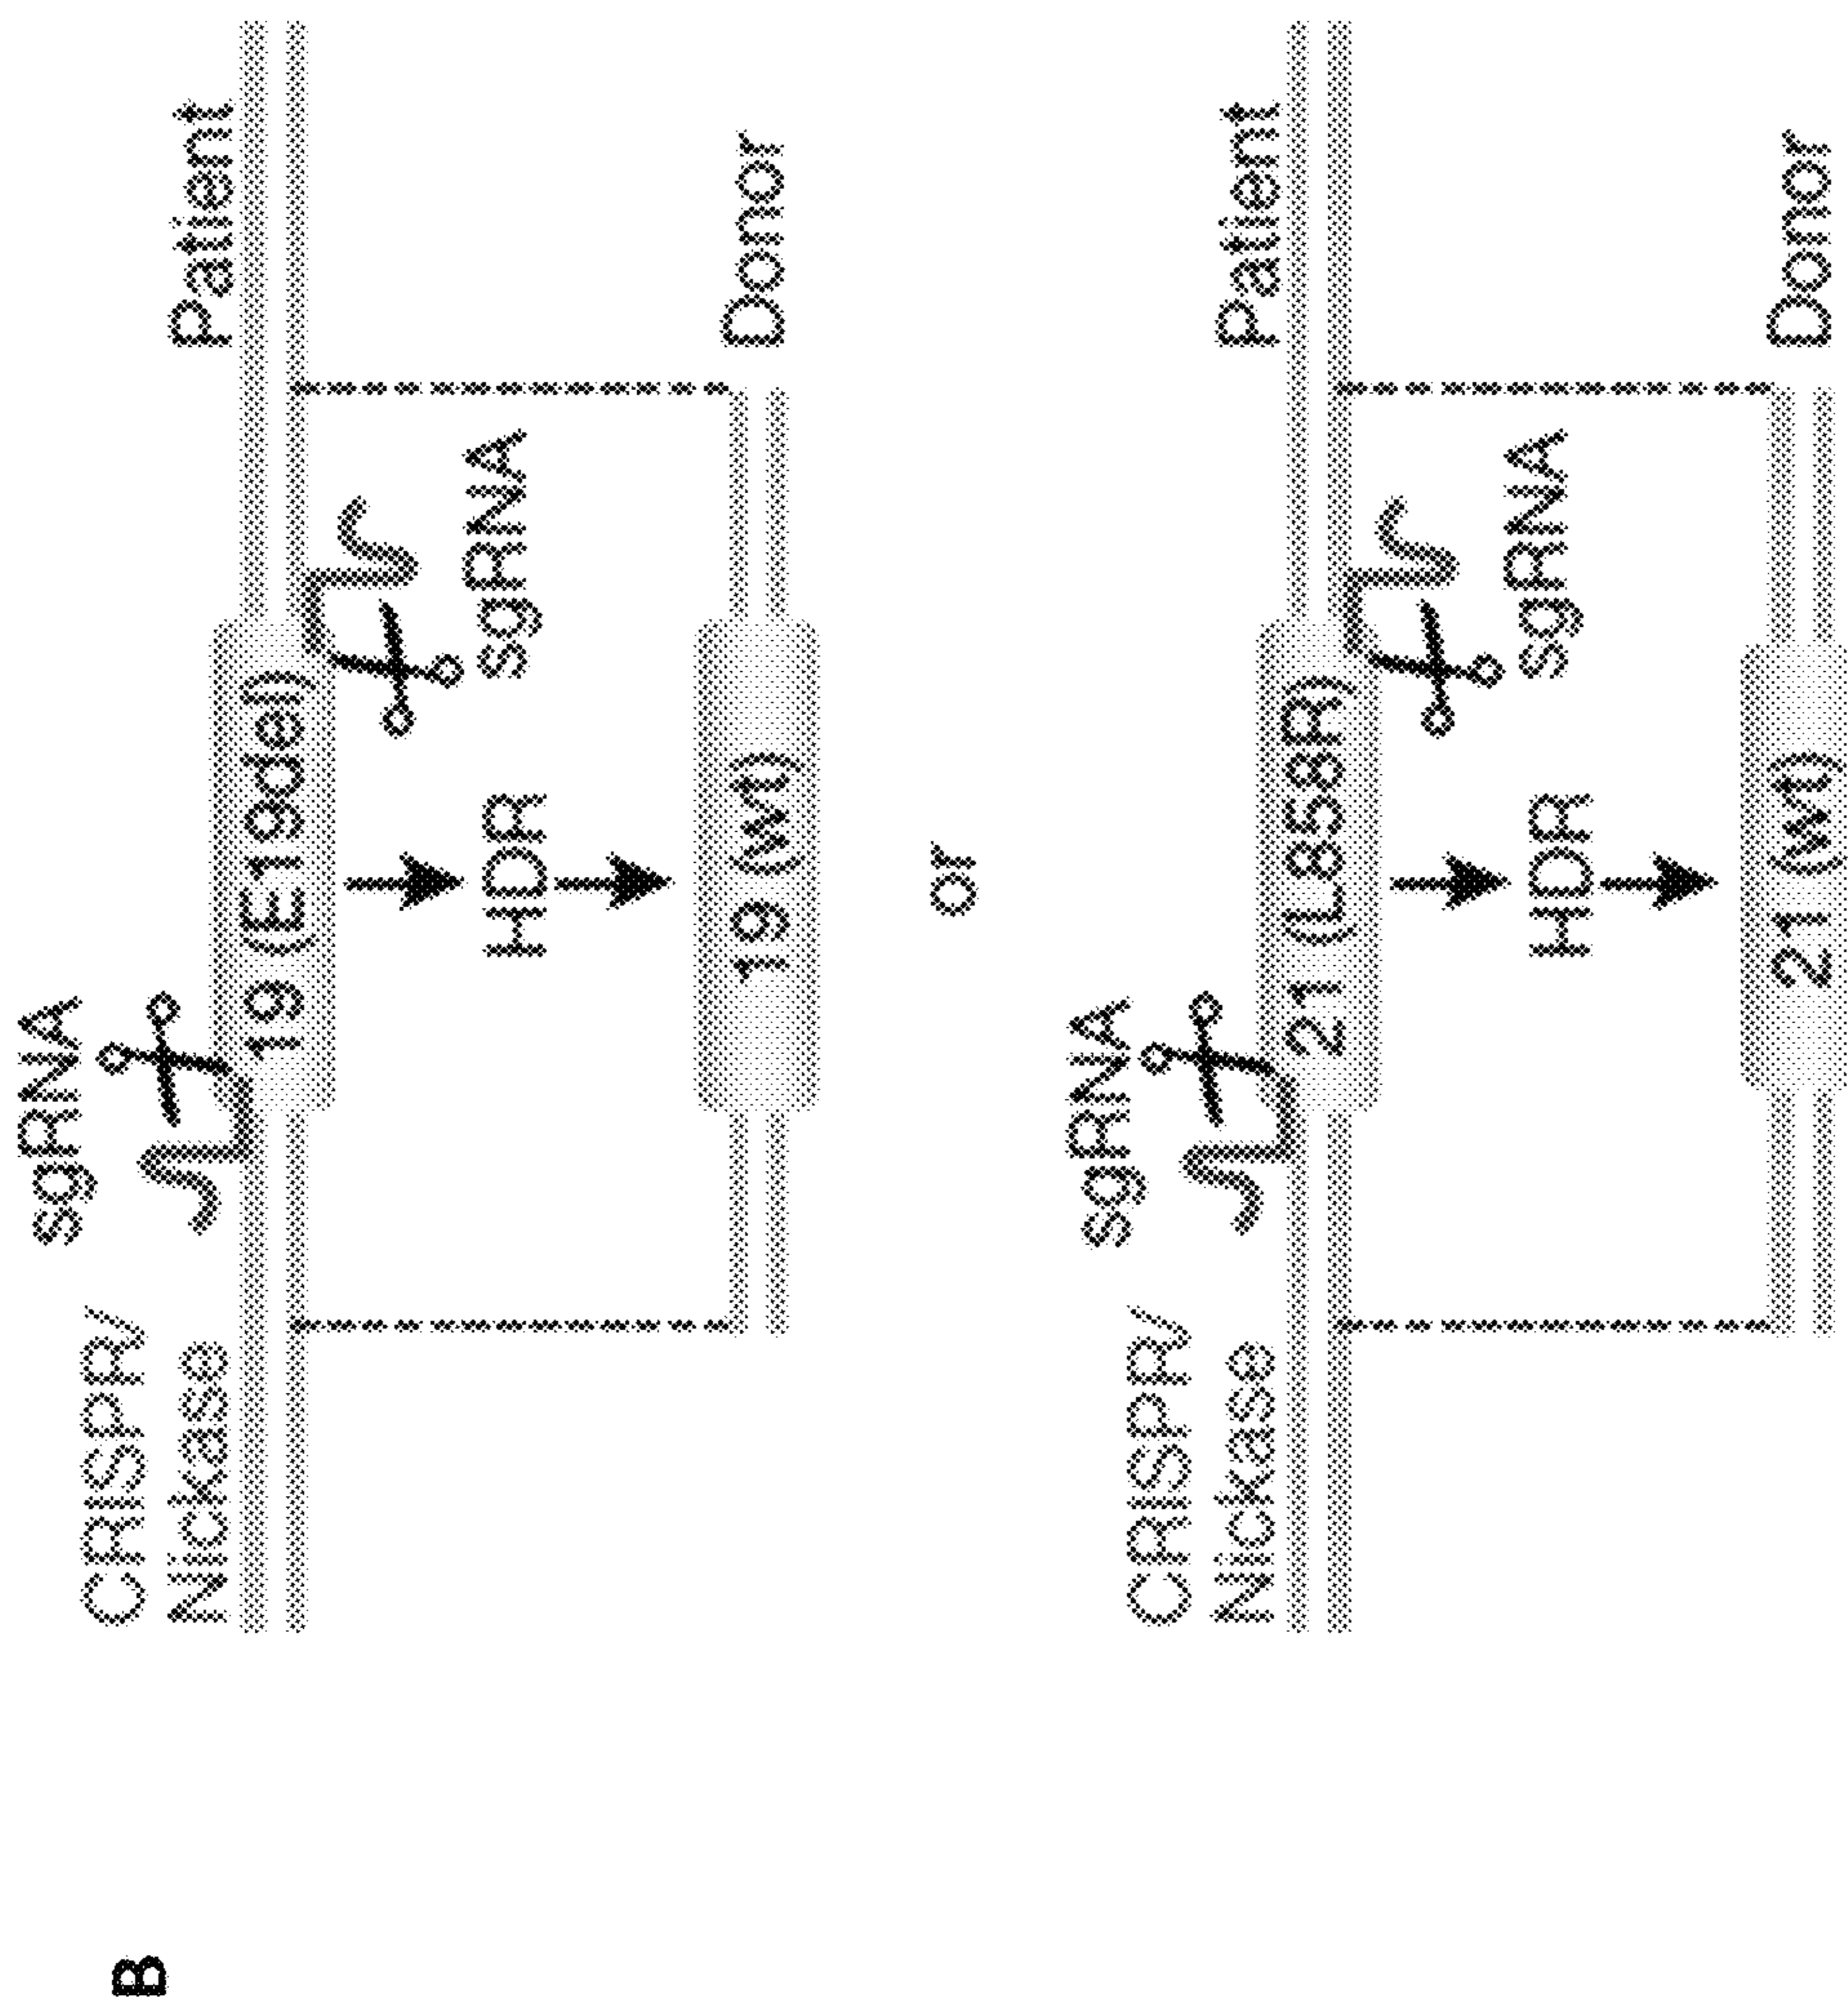 B
CRISPR/
Nickase
sgRNA
Patient
19 (E19del)
sgRNA
HDR
19 (wt)
Donor
or
CRISPR/
Nickase
sgRNA
Patient
21 (L858R)
sgRNA
HDR
21 (wt)
Donor